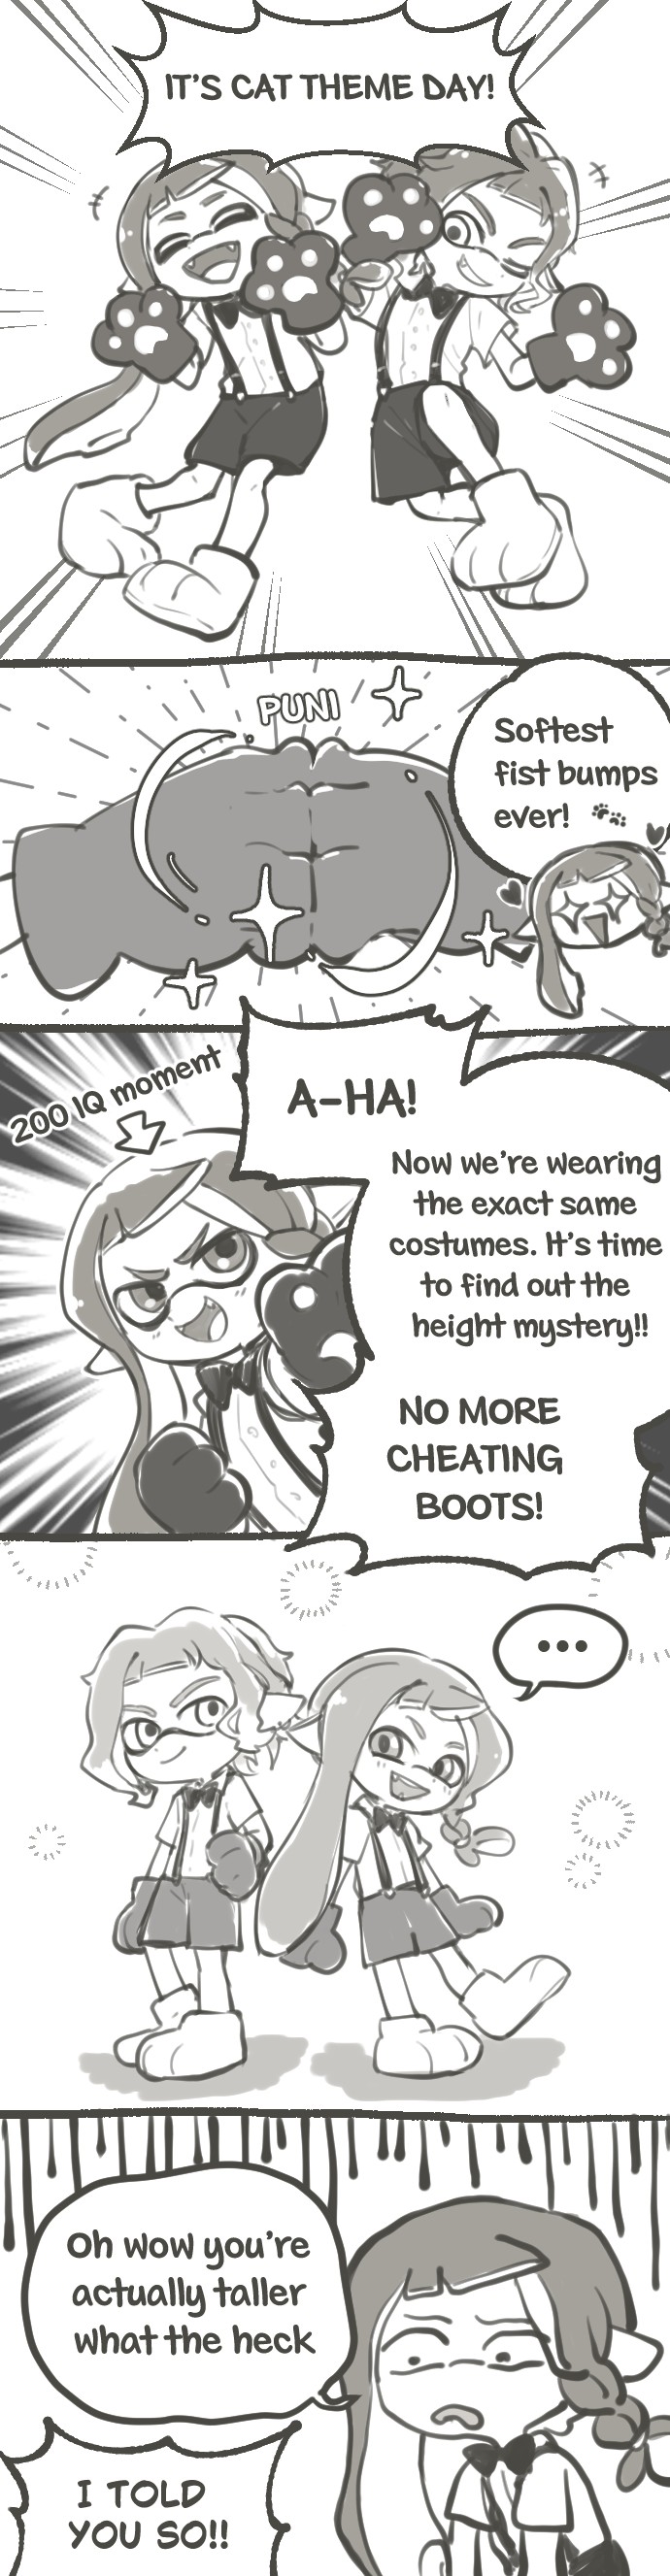 IT'S CAT THEME DAY!
PUNI
Softest
fist bumps
ever!
200 IQ moment
A-HA!
Now we're wearing
the exact same
costumes. It's time
to find out the
height mystery!!
NO MORE
CHEATING
BOOTS!
...
Oh wow you're
actually taller
what the heck
I TOLD
YOU SO!!